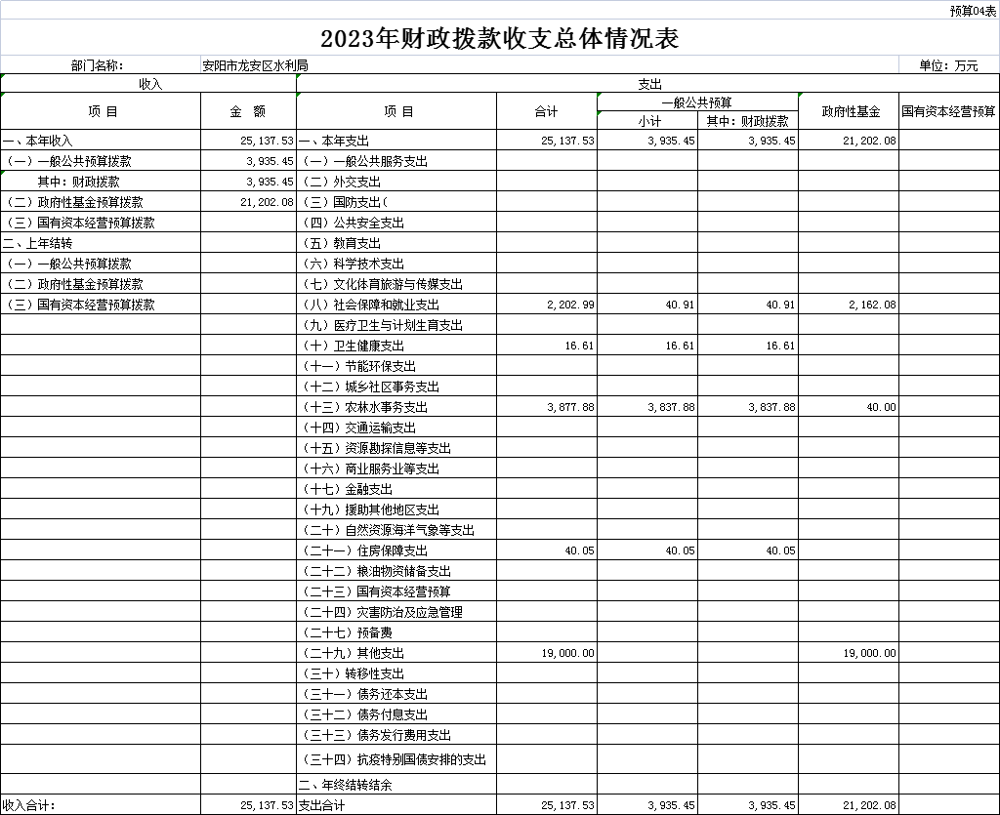 预算04表
2023年财政拨款收支总体情况表
部门名称： 安阳市龙安区水利局 单位：万元
收入 支出
项 目 金 额 项 目 合计 一般公共预算 政府性基金 国有资本经营预算
小计 其中：财政拨款
一、本年收入 25,137.53 一、本年支出 25,137.53 3,935.45 3,935.45 21,202.08
（一）一般公共预算拨款 3,935.45 （一）一般公共服务支出
其中：财政拨款 3,935.45 （二）外交支出
（二）政府性基金预算拨款 21,202.08 （三）国防支出(
（三）国有资本经营预算拨款 （四）公共安全支出
二、上年结转 （五）教育支出
（一）一般公共预算拨款 （六）科学技术支出
（二）政府性基金预算拨款 （七）文化体育旅游与传媒支出
（三）国有资本经营预算拨款 （八）社会保障和就业支出 2,202.99 40.91 40.91 2,162.08
（九）医疗卫生与计划生育支出
（十）卫生健康支出 16.61 16.61 16.61
（十一）节能环保支出
（十二）城乡社区事务支出
（十三）农林水事务支出 3,877.88 3,837.88 3,837.88 40.00
（十四）交通运输支出
（十五）资源勘探信息等支出
（十六）商业服务业等支出
（十七）金融支出
（十九）援助其他地区支出
（二十）自然资源海洋气象等支出
（二十一）住房保障支出 40.05 40.05 40.05
（二十二）粮油物资储备支出
（二十三）国有资本经营预算
（二十四）灾害防治及应急管理
（二十七）预备费
（二十九）其他支出 19,000.00 19,000.00
（三十）转移性支出
（三十一）债务还本支出
（三十二）债务付息支出
（三十三）债务发行费用支出
（三十四）抗疫特别国债安排的支出
二、年终结转结余
收入合计： 25,137.53 支出合计 25,137.53 3,935.45 3,935.45 21,202.08